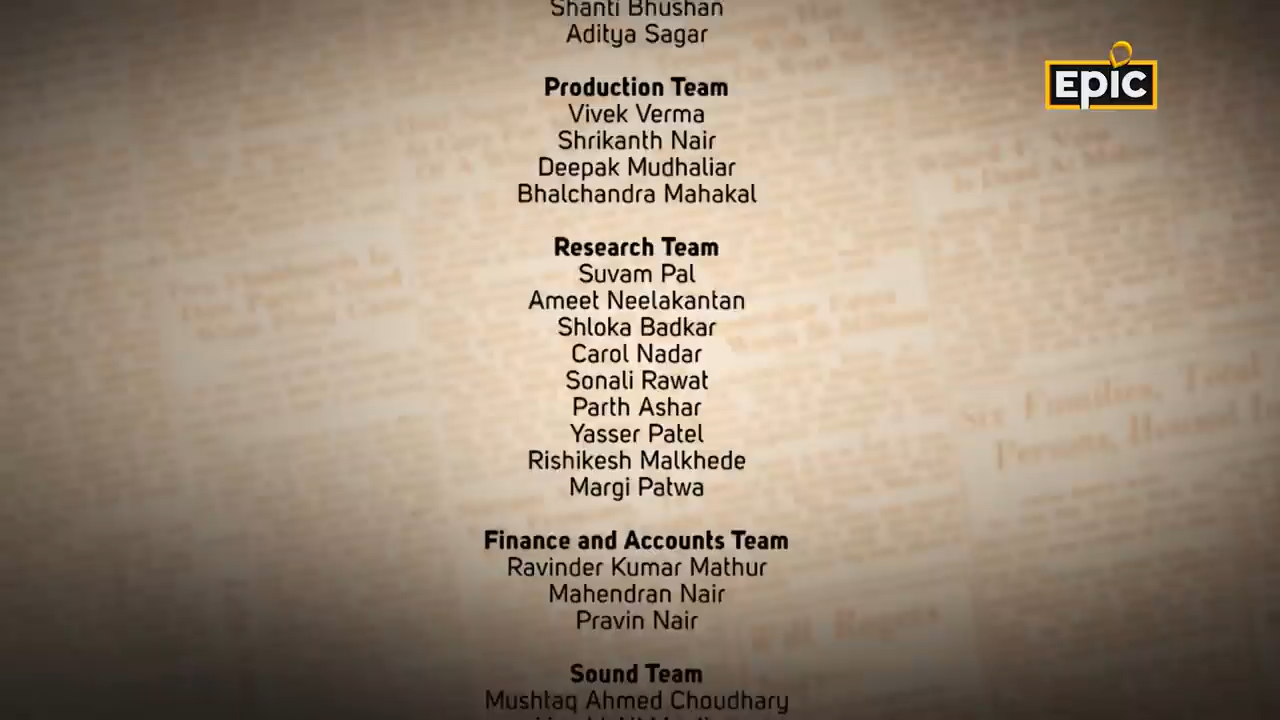 Shanti Bhushan
Aditya Sagar
EPIC
Production Team
Vivek Verma
Shrikanth Nair
Deepak Mudhaliar
Bhalchandra Mahakal
Research Team
Suvam Pal
Ameet Neelakantan
Shloka Badkar
Carol Nadar
Sonali Rawat
Parth Ashar
Yasser Patel
Rishikesh Malkhede
Margi Patwa
Finance and Accounts Team
Ravinder Kumar Mathur
Mahendran Nair
Pravin Nair
Sound Team
Mushtaq Ahmed Choudhary